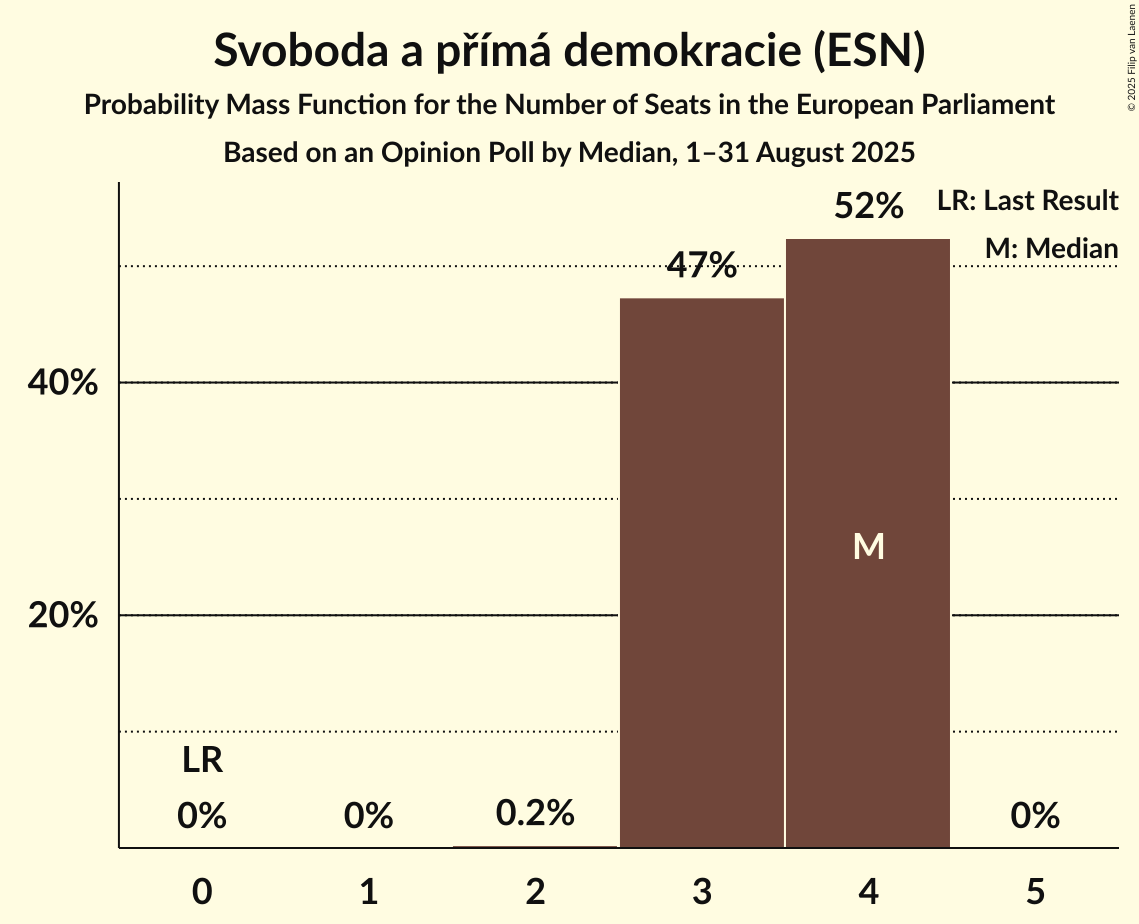 Svoboda a přímá demokracie (ESN)
Probability Mass Function for the Number of Seats in the European Parliament
Based on an Opinion Poll by Median, 1–31 August 2025
© 2025 Filip van Laenen
LR: Last Result
M: Median
52%
47%
40%
20%
M
LR
0%
0%
0.2%
0%
0
1
2
3
4
5